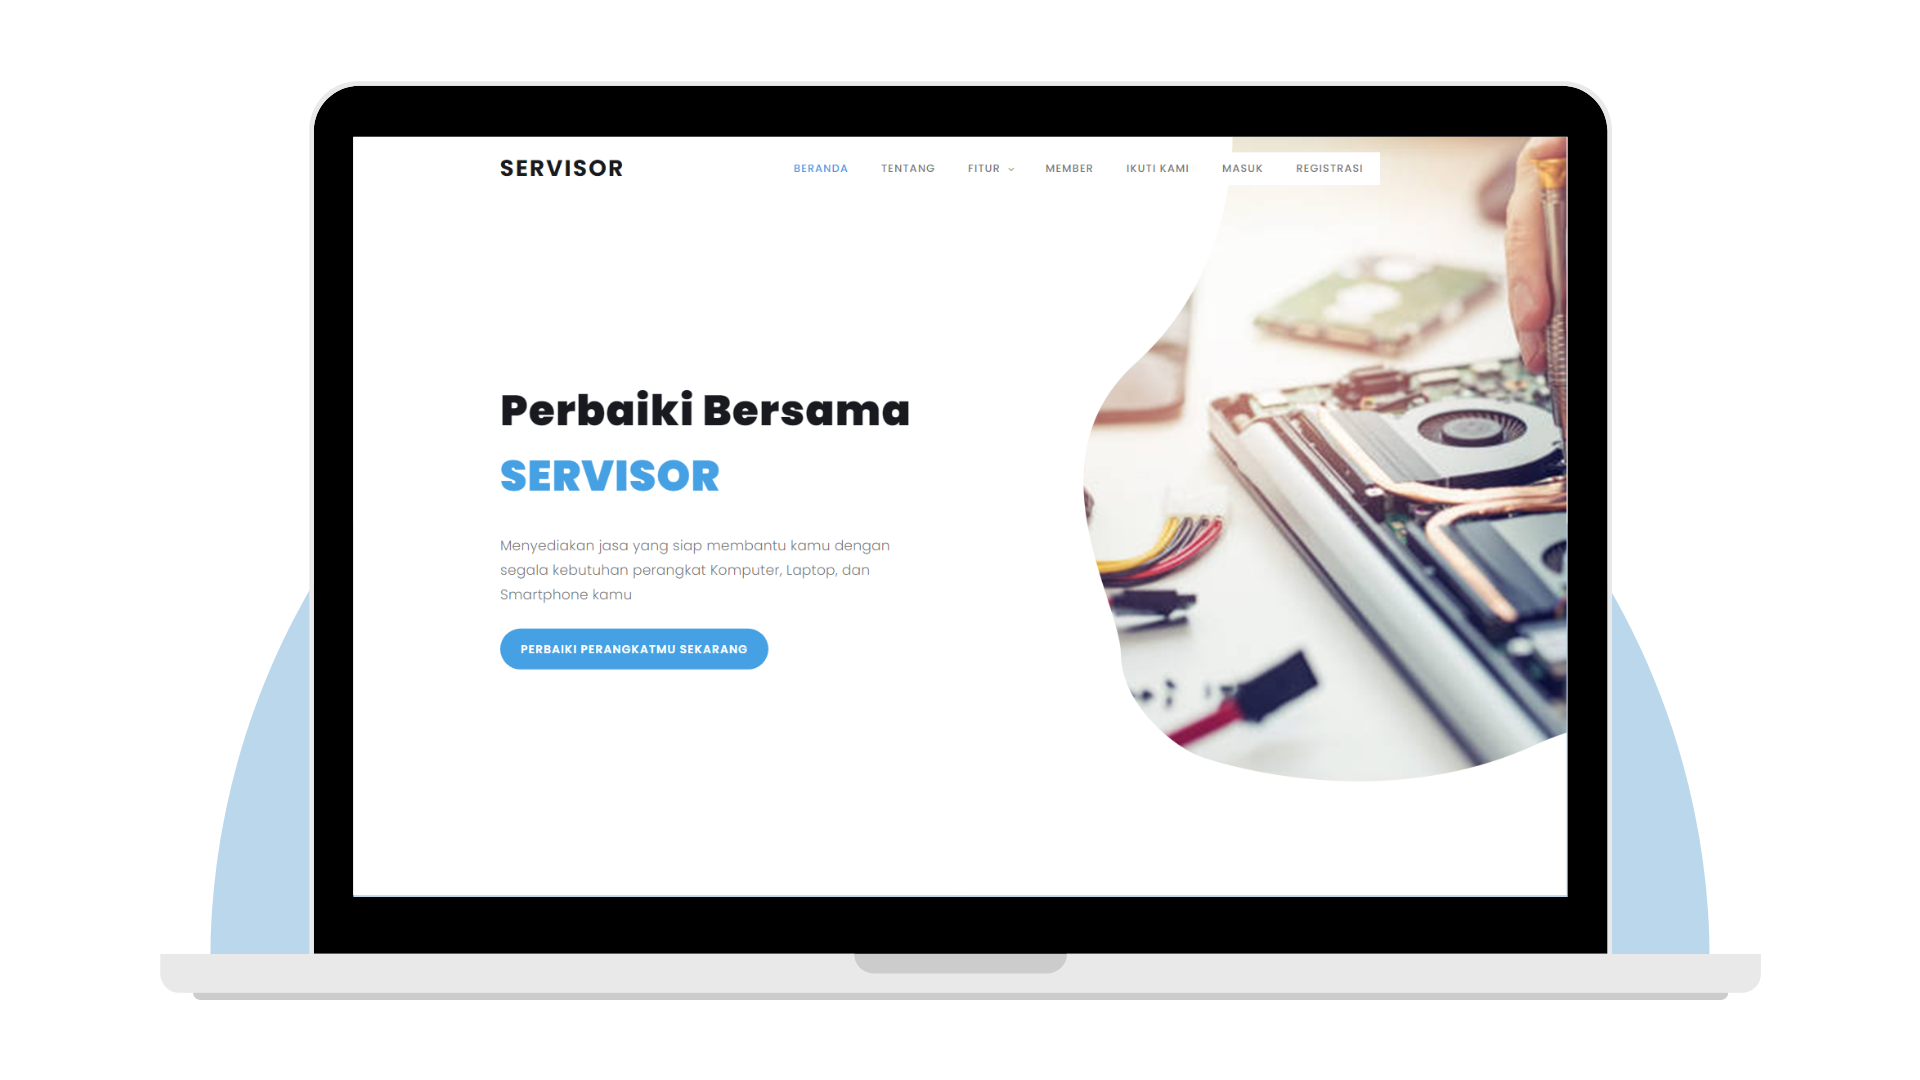 SERVISOR
BERANDA TENTANG FITUR MEMBER IKUTI KAMI MASUK REGISTRASI
Perbaiki Bersama
SERVISOR
Menyediakan jasa yang siap membantu kamu dengan
segala kebutuhan perangkat Komputer, Laptop, dan
Smartphone kamu
PERBAIKI PERANGKATMU SEKARANG